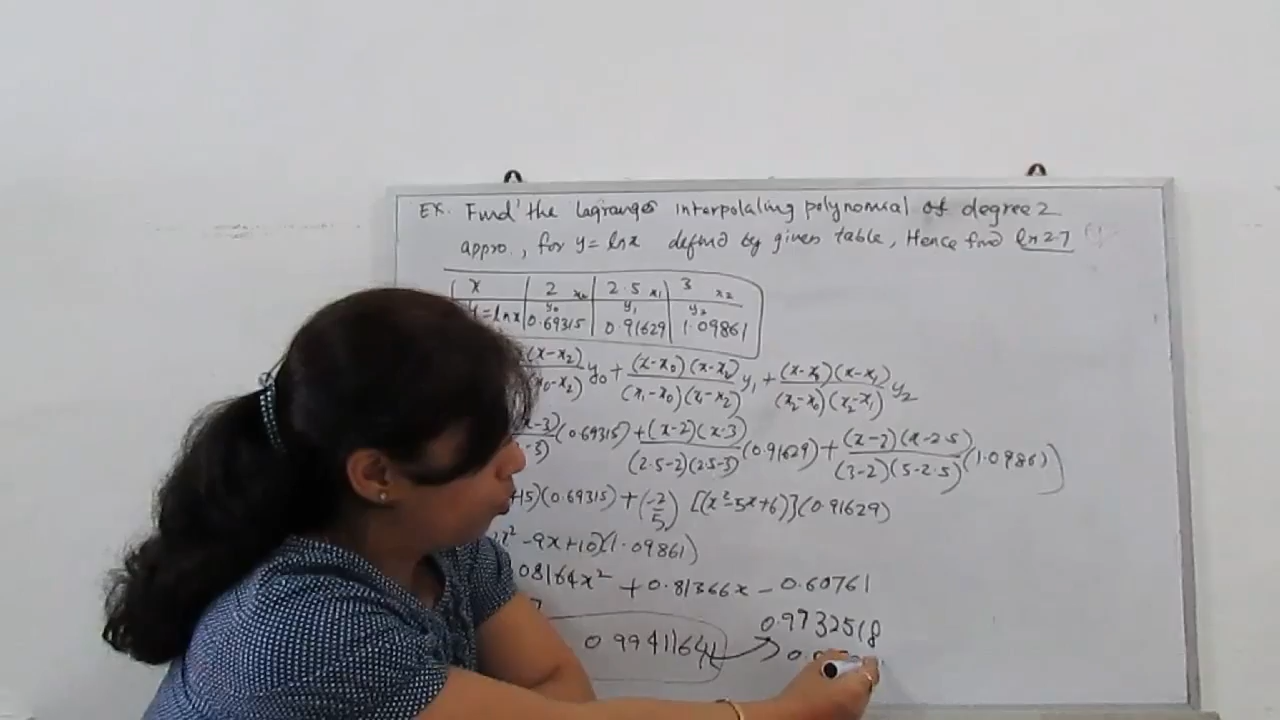 EX. Find the lagranges interpolating polynomial of degree 2
appro., for y = lnx defind by given table, Hence find ln 2.7
x | 2 x0 | 2.5 x1 | 3 x2
y = lnx | y0 0.69315 | y1 0.91629 | y2 1.09861
(x-x2) / (x0-x2) y0 + (x-x0)(x-x2) / (x1-x0)(x1-x2) y1 + (x-x0)(x-x1) / (x2-x0)(x2-x1) y2
x-3) / -3) (0.69315) + (x-2)(x-3) / (2.5-2)(2.5-3) (0.91629) + (x-2)(x-2.5) / (3-2)(5-2.5) (1.09861)
+15)(0.69315) + (-2/5) [(x²-5x+6)}(0.91629)
-9x+10)(1.09861)
08164x² + 0.81366x - 0.60761
0.9941164 0.9732518